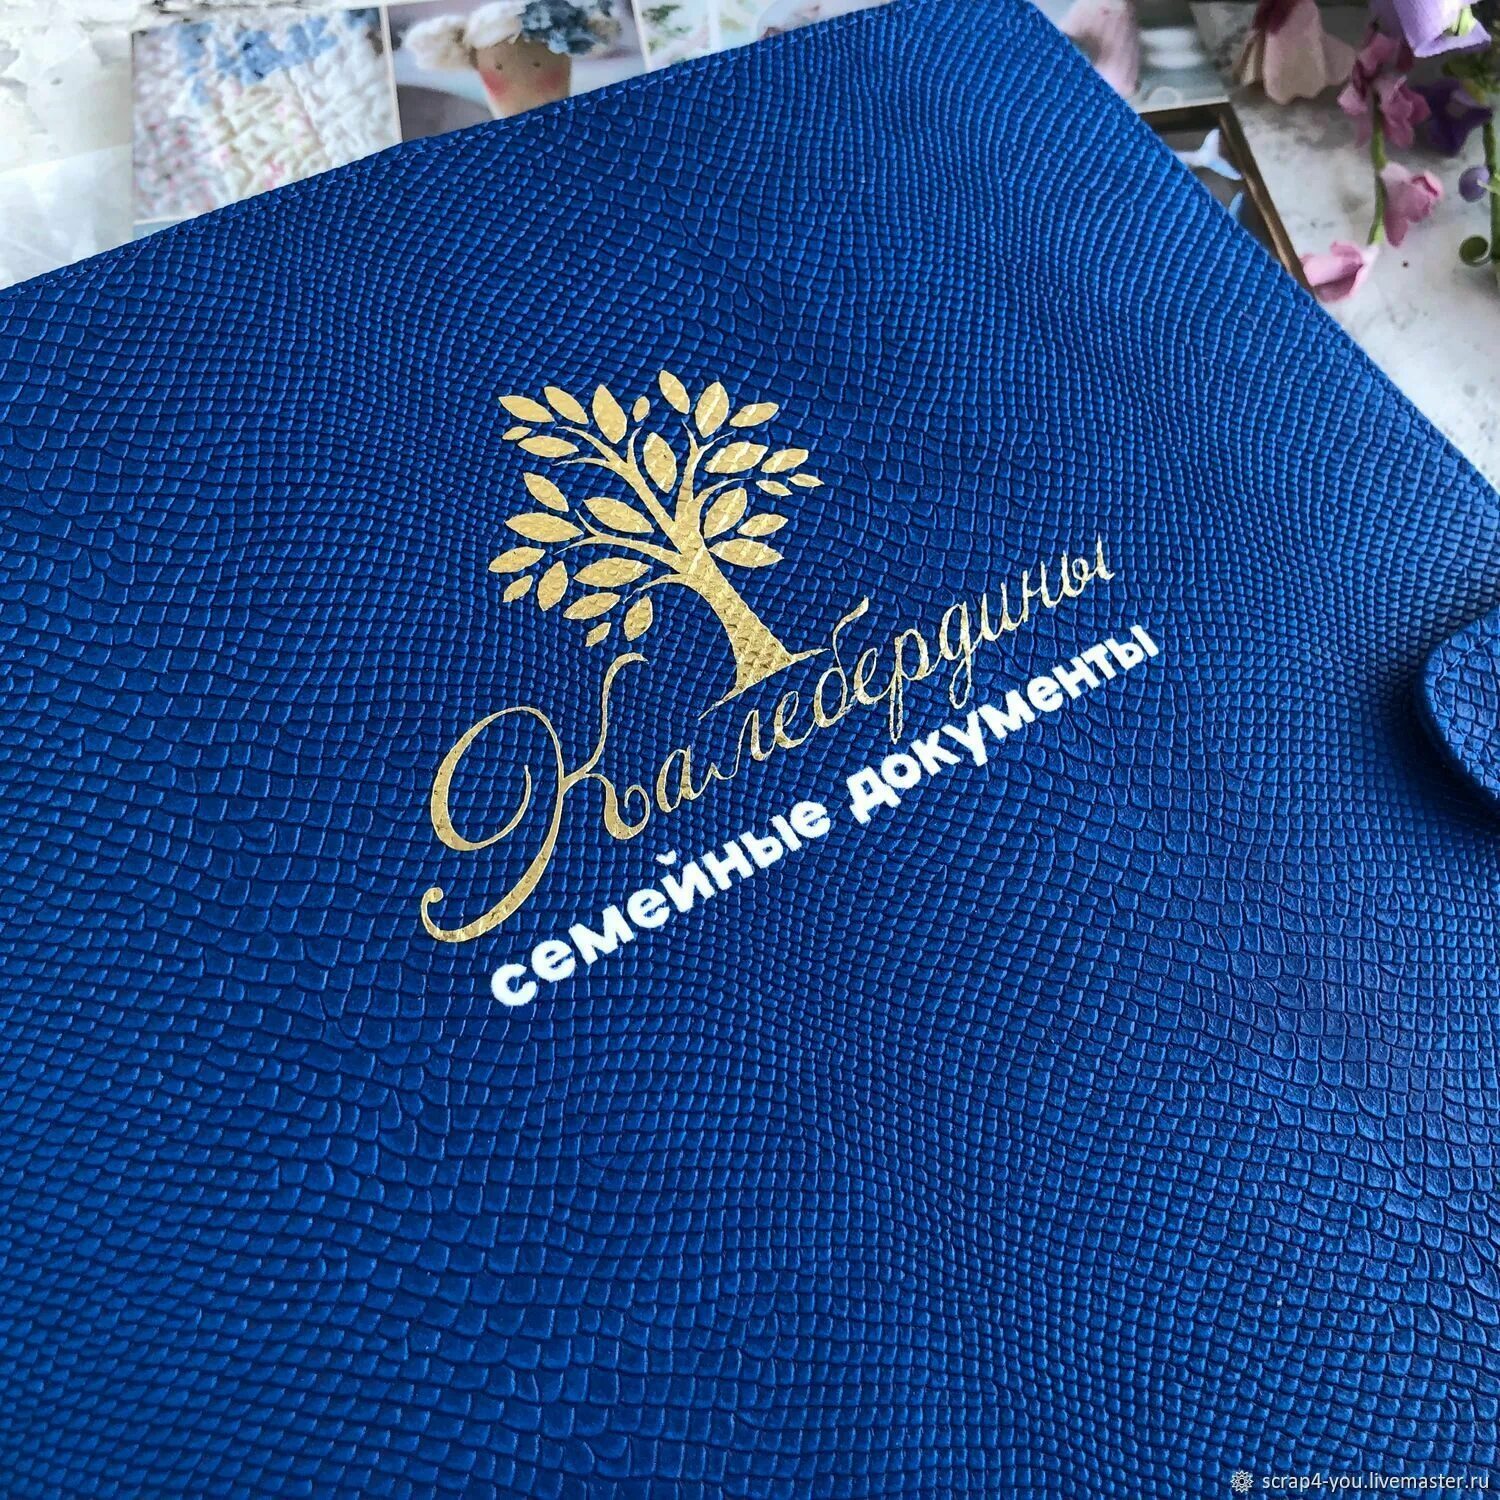 Калебердины
семейные документы
scrap4-you.livemaster.ru